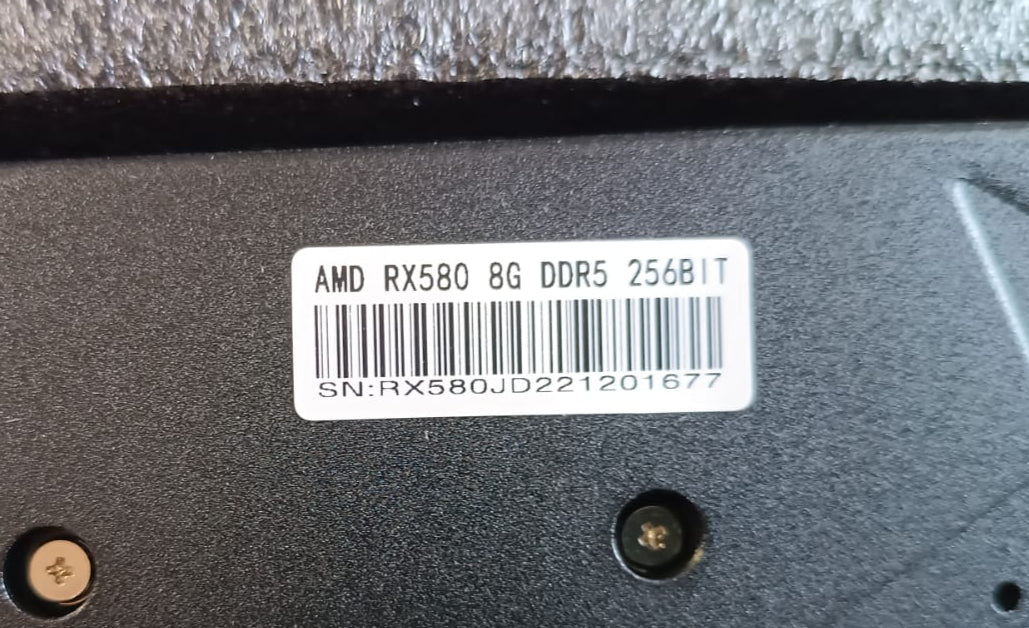 AMD RX580 8G DDR5 256BIT
SN:RX580JD221201677